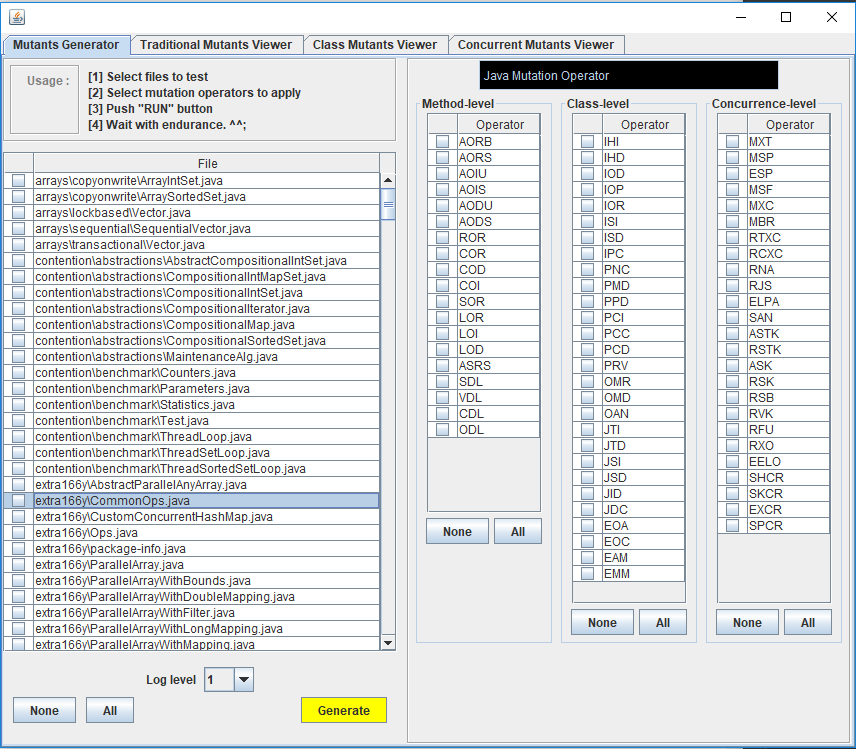 Mutants Generator
Traditional Mutants Viewer
Class Mutants Viewer
Concurrent Mutants Viewer
Usage :
[1] Select files to test
[2] Select mutation operators to apply
[3] Push "RUN" button
[4] Wait with endurance. ^^;
File
arrays\copyonwrite\ArrayIntSet.java
arrays\copyonwrite\ArraySortedSet.java
arrays\lockbased\Vector.java
arrays\sequential\SequentialVector.java
arrays\transactional\Vector.java
contention\abstractions\AbstractCompositionalIntSet.java
contention\abstractions\CompositionalIntMapSet.java
contention\abstractions\CompositionalIntSet.java
contention\abstractions\CompositionalIterator.java
contention\abstractions\CompositionalMap.java
contention\abstractions\CompositionalSortedSet.java
contention\abstractions\MaintenanceAlg.java
contention\benchmark\Counters.java
contention\benchmark\Parameters.java
contention\benchmark\Statistics.java
contention\benchmark\Test.java
contention\benchmark\ThreadLoop.java
contention\benchmark\ThreadSetLoop.java
contention\benchmark\ThreadSortedSetLoop.java
extra166y\AbstractParallelAnyArray.java
extra166y\CommonOps.java
extra166y\CustomConcurrentHashMap.java
extra166y\Ops.java
extra166y\package-info.java
extra166y\ParallelArray.java
extra166y\ParallelArrayWithBounds.java
extra166y\ParallelArrayWithDoubleMapping.java
extra166y\ParallelArrayWithFilter.java
extra166y\ParallelArrayWithLongMapping.java
extra166y\ParallelArrayWithMapping.java
Log level
1
None
All
Generate
Java Mutation Operator
Method-level
Operator
AORB
AORS
AOIU
AOIS
AODU
AODS
ROR
COR
COD
COI
SOR
LOR
LOI
LOD
ASRS
SDL
VDL
CDL
ODL
None
All
Class-level
Operator
IHI
IHD
IOD
IOP
IOR
ISI
ISD
IPC
PNC
PMD
PPD
PCI
PCC
PCD
PRV
OMR
OMD
OAN
JTI
JTD
JSI
JSD
JID
JDC
EOA
EOC
EAM
EMM
None
All
Concurrence-level
Operator
MXT
MSP
ESP
MSF
MXC
MBR
RTXC
RCXC
RNA
RJS
ELPA
SAN
ASTK
RSTK
ASK
RSK
RSB
RVK
RFU
RXO
EELO
SHCR
SKCR
EXCR
SPCR
None
All